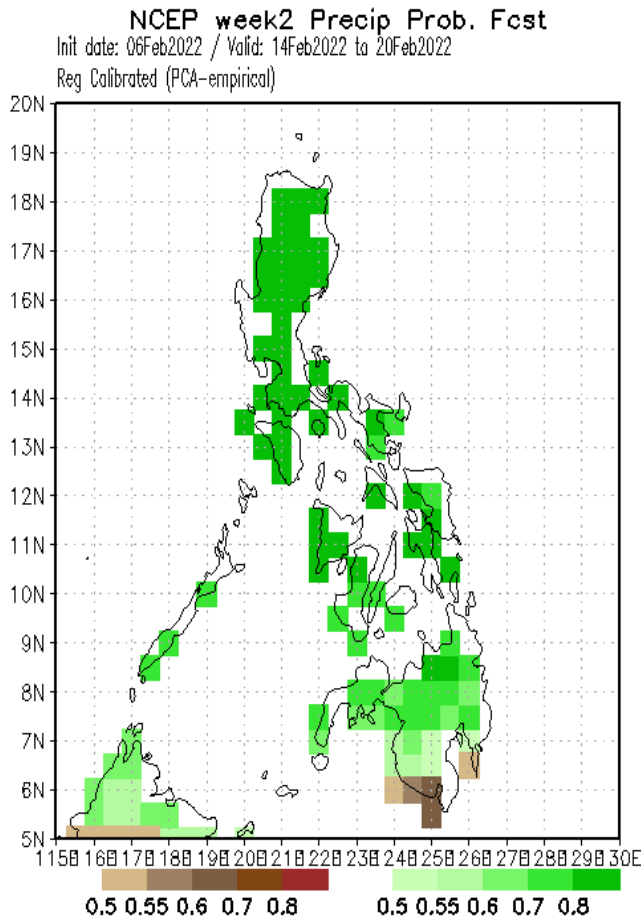 NCEP week2 Precip Prob. Fcst
Init date: 06Feb2022 / Valid: 14Feb2022 to 20Feb2022
Reg Calibrated (PCA-empirical)
20N
19N
18N
17N
16N
15N
14N
13N
12N
11N
10N
9N
8N
7N
6N
5N
115E 116E 117E 118E 119E 120E 121E 122E 123E 124E 125E 126E 127E 128E 129E 130E
0.5 0.55 0.6 0.7 0.8 0.5 0.55 0.6 0.7 0.8